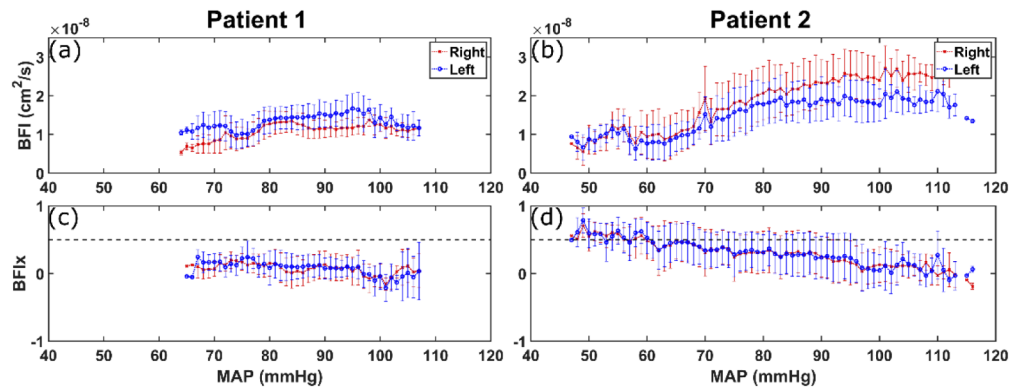 Patient 1
Patient 2
×10⁻⁸
(a)
Right
Left
BFI (cm²/s)
3
2
1
0
40 50 60 70 80 90 100 110 120
×10⁻⁸
(b)
Right
Left
3
2
1
0
40 50 60 70 80 90 100 110 120
(c)
BFIx
1
0
-1
40 50 60 70 80 90 100 110 120
MAP (mmHg)
(d)
1
0
-1
40 50 60 70 80 90 100 110 120
MAP (mmHg)